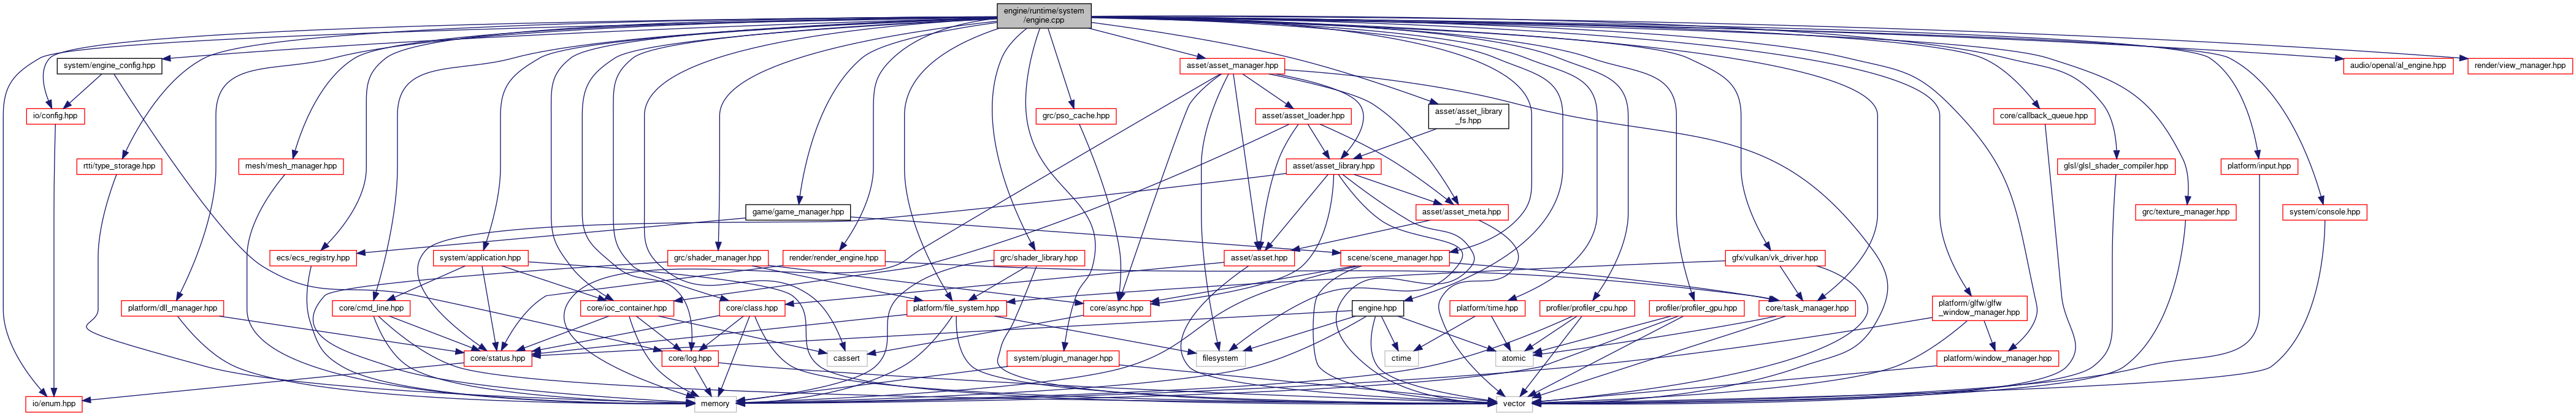 engine/runtime/system
/engine.cpp
system/engine_config.hpp
asset/asset_manager.hpp
audio/openal/al_engine.hpp
render/view_manager.hpp
io/config.hpp
grc/pso_cache.hpp
asset/asset_loader.hpp
asset/asset_library
_fs.hpp
core/callback_queue.hpp
rtti/type_storage.hpp
mesh/mesh_manager.hpp
asset/asset_library.hpp
glsl/glsl_shader_compiler.hpp
platform/input.hpp
game/game_manager.hpp
asset/asset_meta.hpp
grc/texture_manager.hpp
system/console.hpp
ecs/ecs_registry.hpp
system/application.hpp
grc/shader_manager.hpp
render/render_engine.hpp
grc/shader_library.hpp
asset/asset.hpp
scene/scene_manager.hpp
gfx/vulkan/vk_driver.hpp
platform/dll_manager.hpp
core/cmd_line.hpp
core/ioc_container.hpp
core/class.hpp
platform/file_system.hpp
core/async.hpp
engine.hpp
platform/time.hpp
profiler/profiler_cpu.hpp
profiler/profiler_gpu.hpp
core/task_manager.hpp
platform/glfw/glfw
_window_manager.hpp
core/status.hpp
core/log.hpp
cassert
system/plugin_manager.hpp
filesystem
ctime
atomic
platform/window_manager.hpp
io/enum.hpp
memory
vector